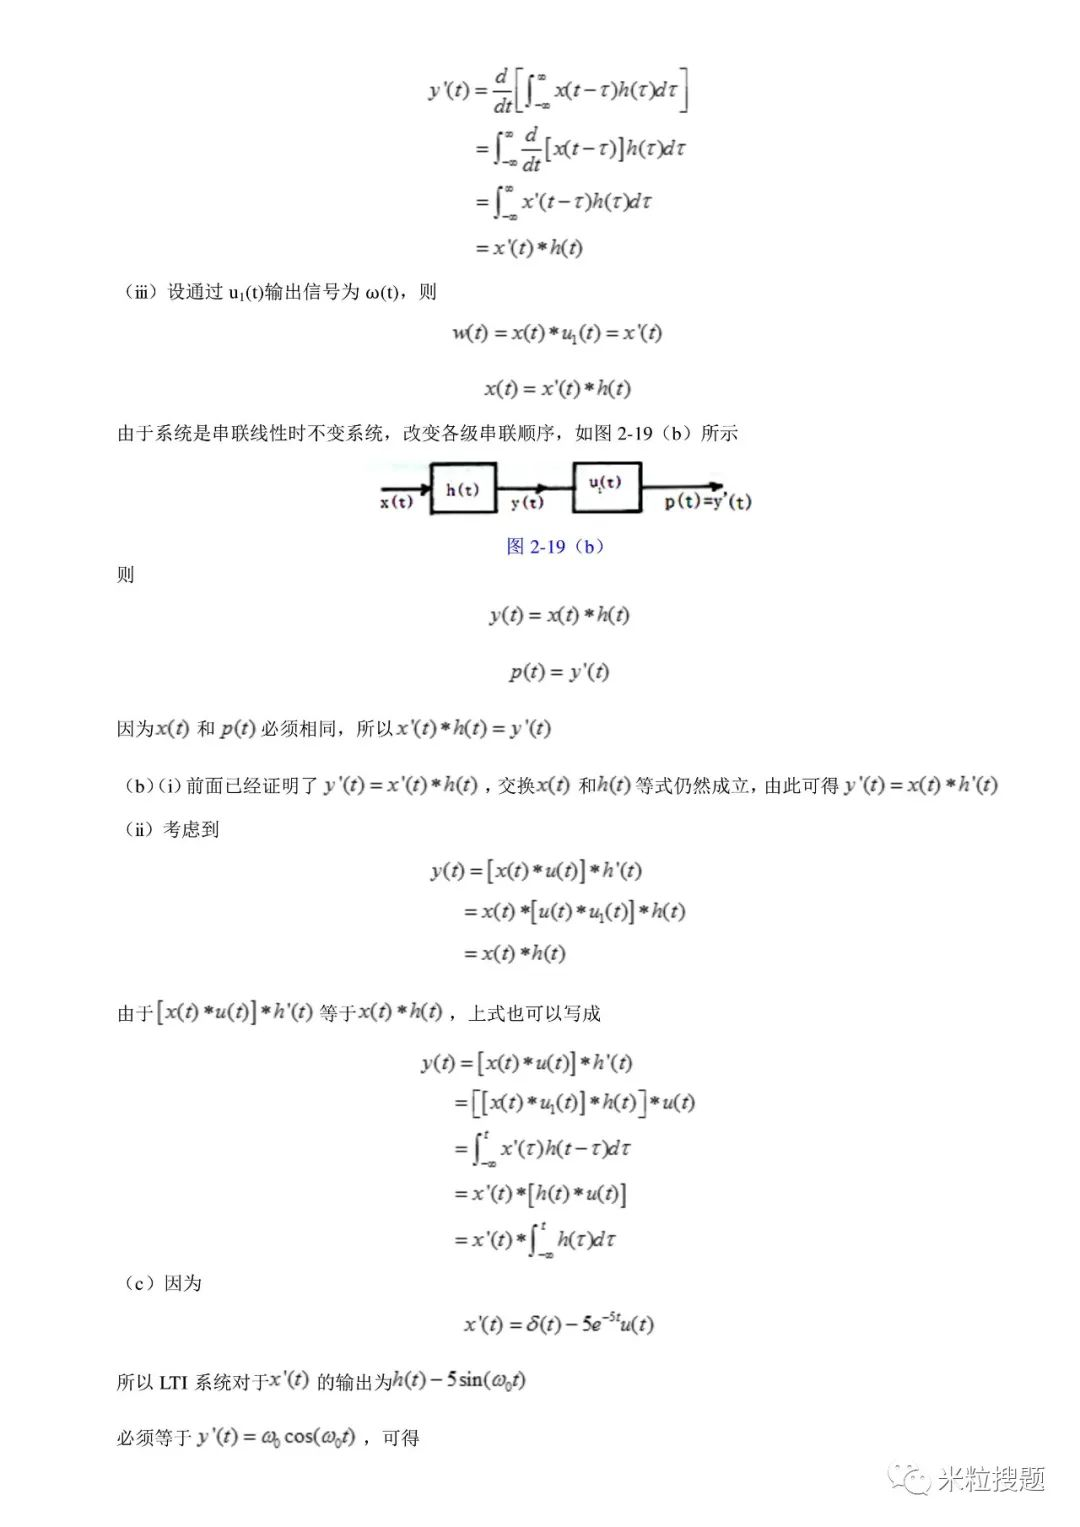 y'(t) = d/dt[∫_{-∞}^{∞} x(t-τ)h(τ)dτ]
= ∫_{-∞}^{∞} d/dt[x(t-τ)]h(τ)dτ
= ∫_{-∞}^{∞} x'(t-τ)h(τ)dτ
= x'(t)*h(t)
（iii）设通过 u₁(t)输出信号为 ω(t)，则
w(t) = x(t)*u₁(t) = x'(t)
x(t) = x'(t)*h(t)
由于系统是串联线性时不变系统，改变各级串联顺序，如图 2-19（b）所示
x(t) h(t) y(t) u₁(t) p(t)=y'(t)
图 2-19（b）
则
y(t) = x(t)*h(t)
p(t) = y'(t)
因为x(t) 和 p(t) 必须相同，所以x'(t)*h(t) = y'(t)
（b）（i）前面已经证明了 y'(t) = x'(t)*h(t)，交换x(t) 和h(t) 等式仍然成立，由此可得 y'(t) = x(t)*h'(t)
（ii）考虑到
y(t) = [x(t)*u(t)]*h'(t)
= x(t)*[u(t)*u₁(t)]*h(t)
= x(t)*h(t)
由于[x(t)*u(t)]*h'(t) 等于x(t)*h(t)，上式也可以写成
y(t) = [x(t)*u(t)]*h'(t)
= [[x(t)*u₁(t)]*h(t)]*u(t)
= ∫_{-∞}^{t} x'(τ)h(t-τ)dτ
= x'(t)*[h(t)*u(t)]
= x'(t)*∫_{-∞}^{t} h(τ)dτ
（c）因为
x'(t) = δ(t) - 5e^{-5t}u(t)
所以 LTI 系统对于x'(t) 的输出为h(t) - 5sin(ω₀t)
必须等于 y'(t) = ω₀cos(ω₀t)，可得
米粒搜题